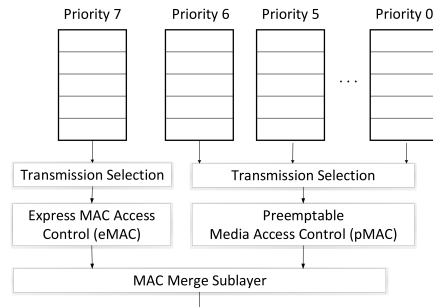 Priority 7 Priority 6 Priority 5 Priority 0
. . .
Transmission Selection Transmission Selection
Express MAC Access
Control (eMAC)
Preemptable
Media Access Control (pMAC)
MAC Merge Sublayer